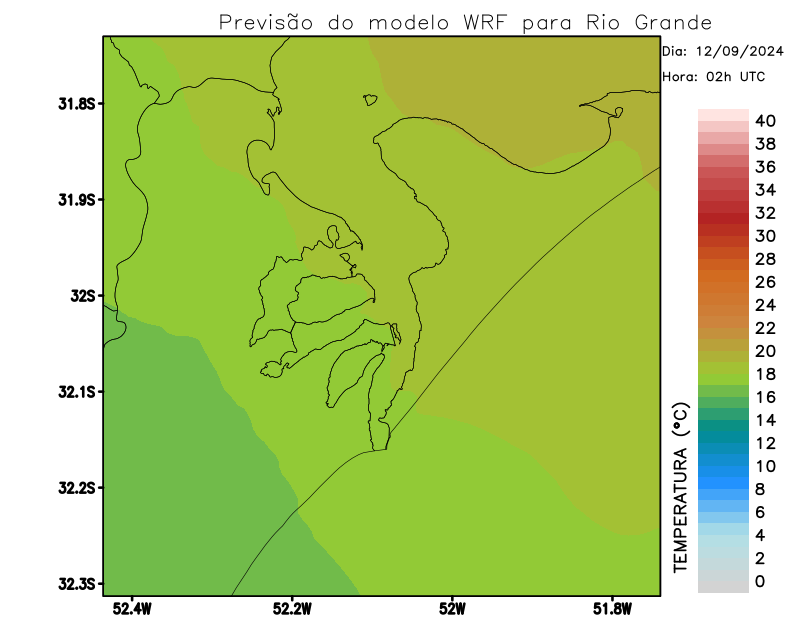 Previsão do modelo WRF para Rio Grande
Dia: 12/09/2024
Hora: 02h UTC
31.8S
31.9S
32S
32.1S
32.2S
32.3S
52.4W
52.2W
52W
51.8W
TEMPERATURA (°C)
40
38
36
34
32
30
28
26
24
22
20
18
16
14
12
10
8
6
4
2
0